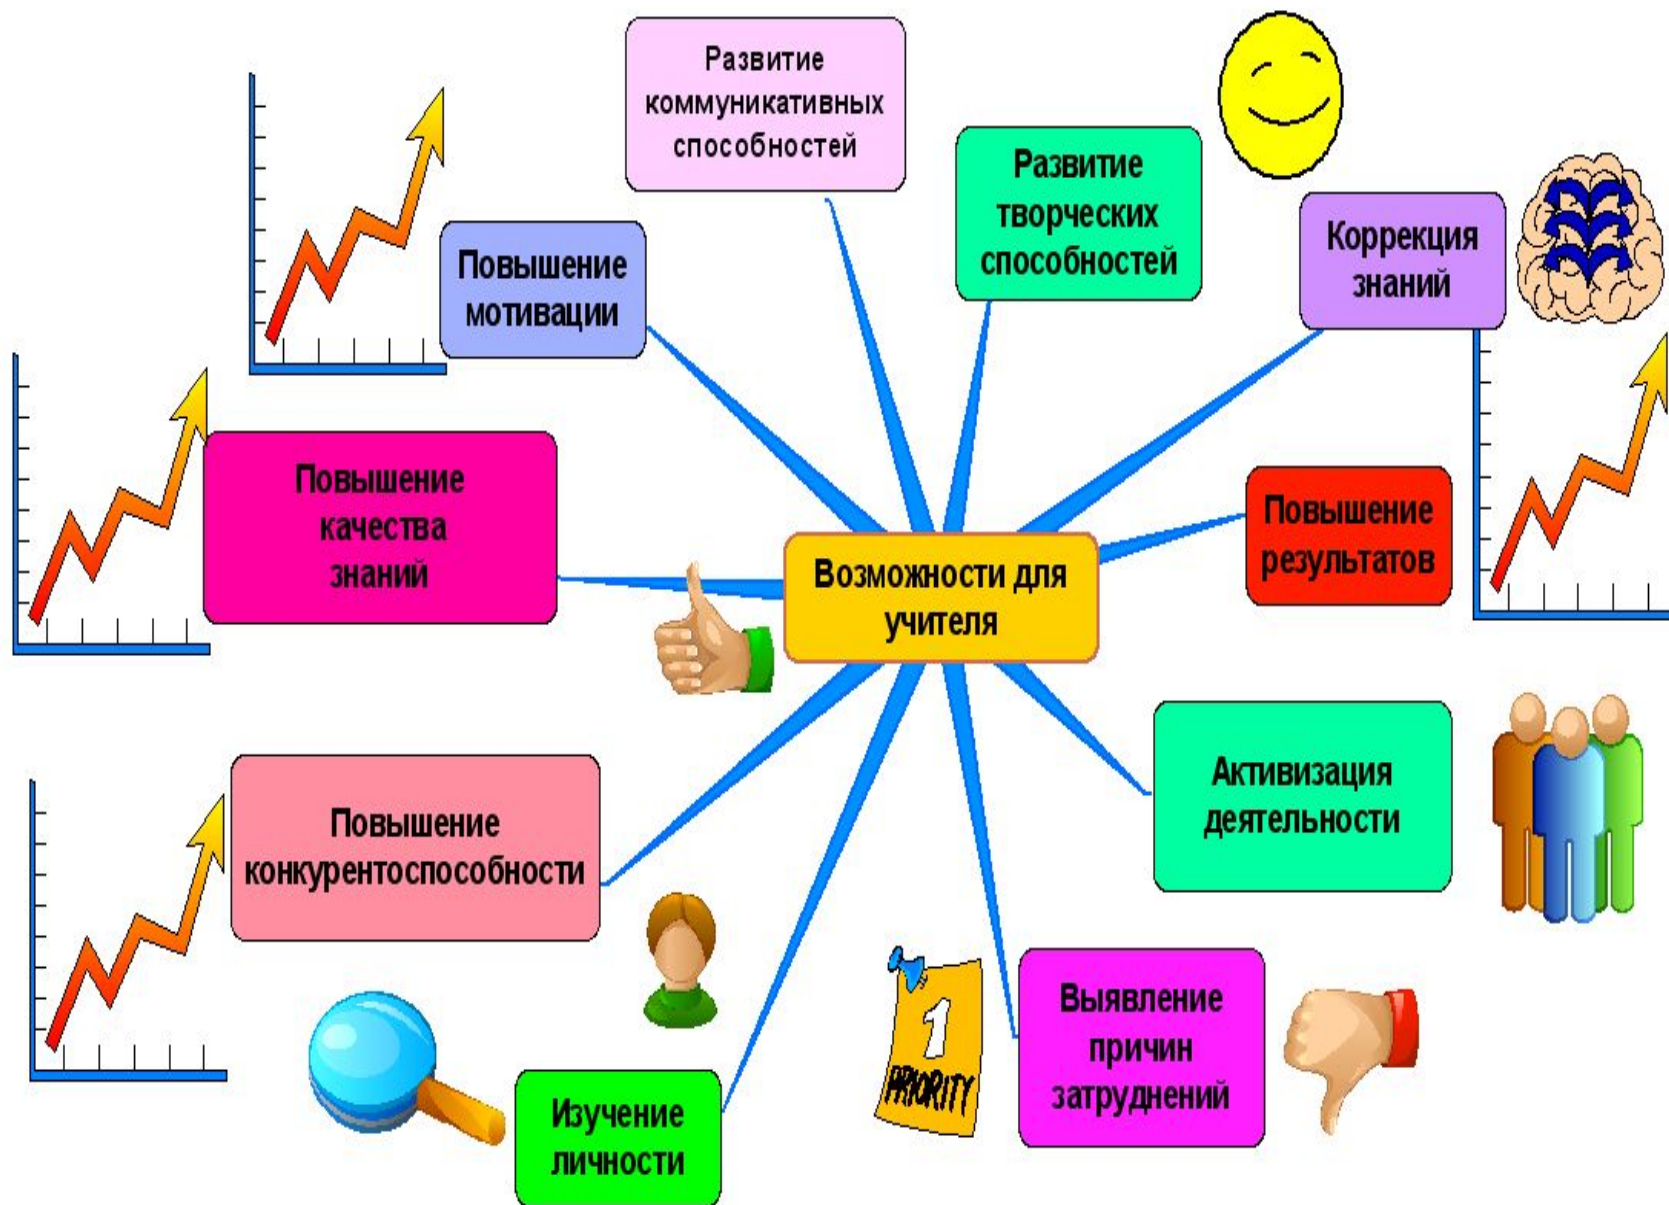 Развитие
коммуникативных
способностей
Развитие
творческих
способностей
Коррекция
знаний
Повышение
мотивации
Повышение
качества
знаний
Повышение
результатов
Возможности для
учителя
Активизация
деятельности
Повышение
конкурентоспособности
Выявление
причин
затруднений
1
PRIORITY
Изучение
личности